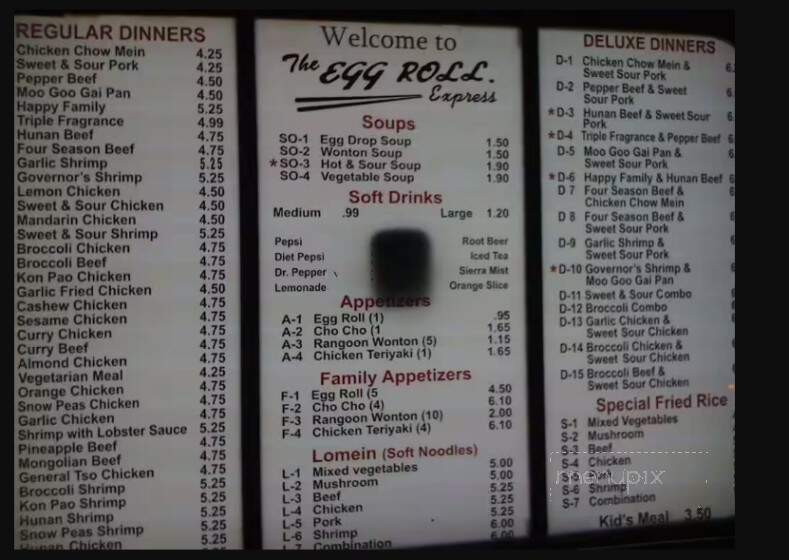 REGULAR DINNERS
Chicken Chow Mein 4.25
Sweet & Sour Pork 4.25
Pepper Beef 4.50
Moo Goo Gai Pan 4.50
Happy Family 5.25
Triple Fragrance 4.99
Hunan Beef 4.75
Four Season Beef 4.75
Garlic Shrimp 5.25
Governor's Shrimp 5.25
Lemon Chicken 4.50
Sweet & Sour Chicken 4.50
Mandarin Chicken 4.50
Sweet & Sour Shrimp 5.25
Broccoli Chicken 4.75
Broccoli Beef 4.75
Kon Pao Chicken 4.75
Garlic Fried Chicken 4.50
Cashew Chicken 4.75
Sesame Chicken 4.75
Curry Chicken 4.75
Curry Beef 4.75
Almond Chicken 4.75
Vegetarian Meal 4.25
Orange Chicken 4.75
Snow Peas Chicken 4.75
Garlic Chicken 4.75
Shrimp with Lobster Sauce 5.25
Pineapple Beef 4.75
Mongolian Beef 4.75
General Tso Chicken 4.75
Broccoli Shrimp 5.25
Kon Pao Shrimp 5.25
Hunan Shrimp 5.25
Snow Peas Shrimp 5.25
Hunan Chicken
Welcome to
The EGG ROLL.
Express
Soups
SO-1 Egg Drop Soup 1.50
SO-2 Wonton Soup 1.50
*SO-3 Hot & Sour Soup 1.90
SO-4 Vegetable Soup 1.90
Soft Drinks
Medium .99 Large 1.20
Pepsi Root Beer
Diet Pepsi Iced Tea
Dr. Pepper Sierra Mist
Lemonade Orange Slice
Appetizers
A-1 Egg Roll (1) .95
A-2 Cho Cho (1 1.65
A-3 Rangoon Wonton (5) 1.15
A-4 Chicken Teriyaki (1) 1.65
Family Appetizers
F-1 Egg Roll (5 4.50
F-2 Cho Cho (4) 6.10
F-3 Rangoon Wonton (10) 2.00
F-4 Chicken Teriyaki (4) 6.10
Lomein (Soft Noodles)
L-1 Mixed vegetables 5.00
L-2 Mushroom 5.00
L-3 Beef 5.25
L-4 Chicken 5.25
L-5 Pork 6.00
L-6 Shrimp 6.00
L-7 Combination
DELUXE DINNERS
D-1 Chicken Chow Mein & 6.
Sweet Sour Pork
D-2 Pepper Beef & Sweet 6.
Sour Pork
*D-3 Hunan Beef & Sweet Sour 6
Pork
*D-4 Triple Fragrance & Pepper Beef 6
D-5 Moo Goo Gai Pan & 6
Sweet Sour Pork
*D-6 Happy Family & Hunan Beef 6
D 7 Four Season Beef & 6
Chicken Chow Mein
D 8 Four Season Beef & 6
Sweet Sour Pork
D-9 Garlic Shrimp &
Sweet Sour Pork
*D-10 Governor's Shrimp &
Moo Goo Gai Pan
D-11 Sweet & Sour Combo
D-12 Broccoli Combo
D-13 Garlic Chicken &
Sweet Sour Chicken
D-14 Broccoli Chicken &
Sweet Sour Chicken
D-15 Broccoli Beef &
Sweet Sour Chicken
Special Fried Rice
S-1 Mixed Vegetables
S-2 Mushroom
S-3 Beef
S-4 Chicken
S-5 Pork
S-6 Shrimp
S-7 Combination
menupix
Kid's Meal 3.50